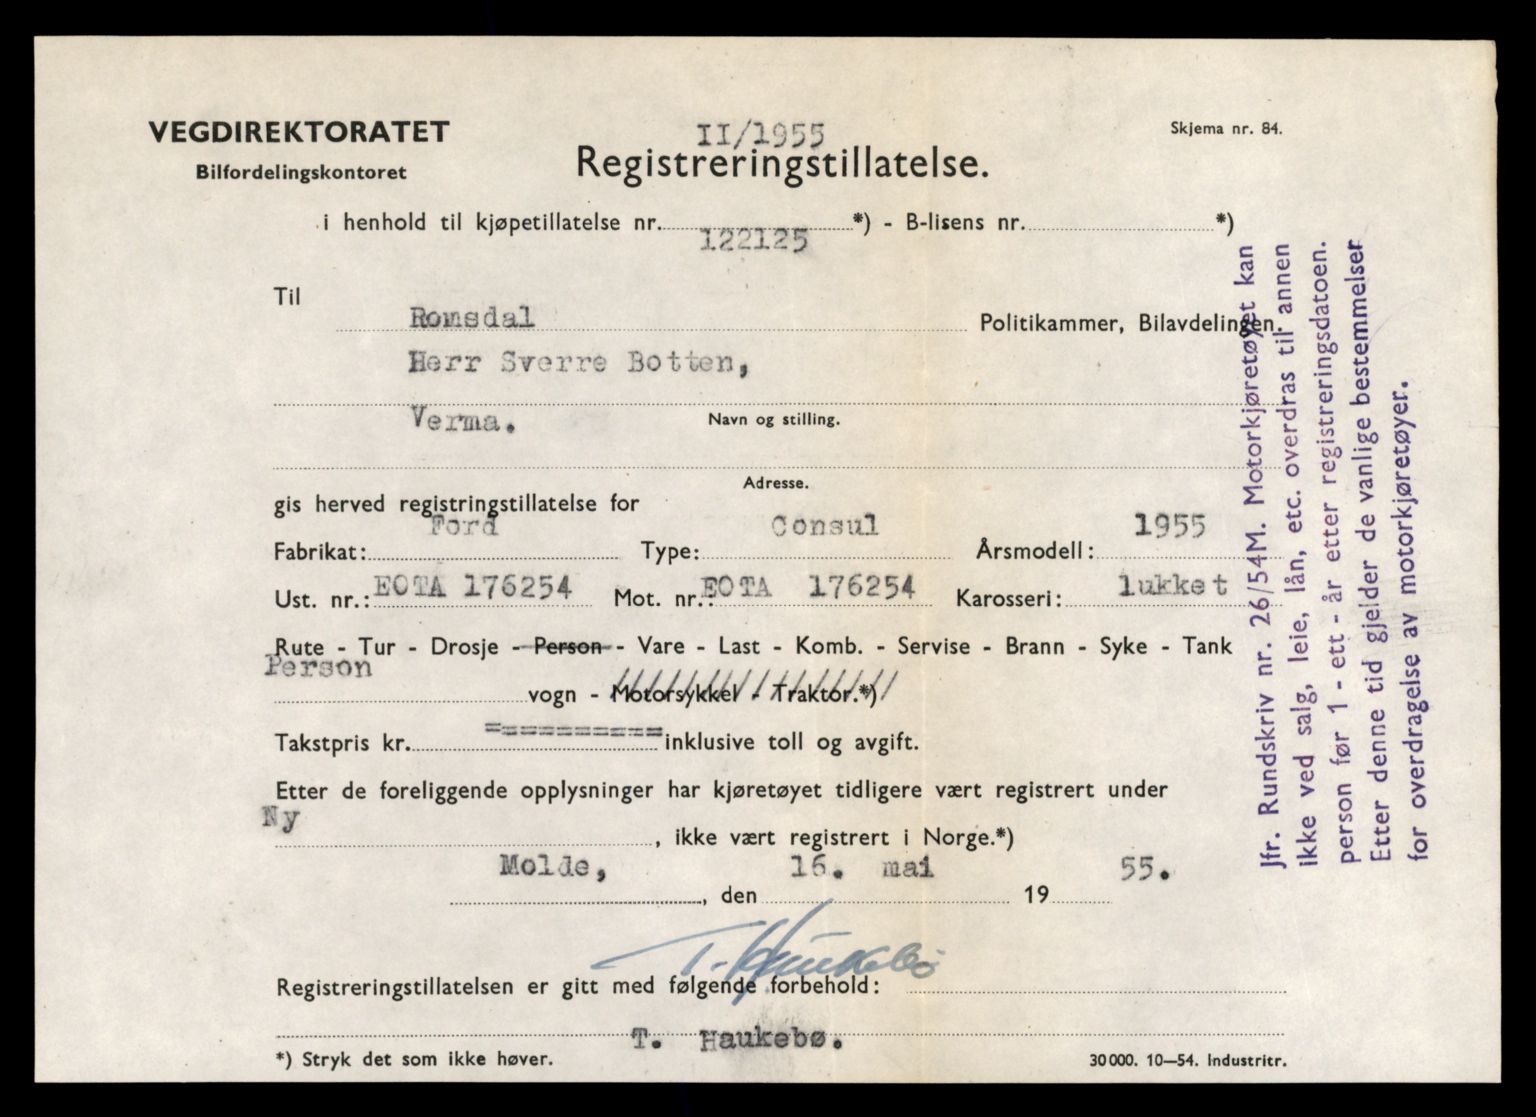 VEGDIREKTORATET
Bilfordelingskontoret
II/1955
Skjema nr. 84.
Registreringstillatelse.
i henhold til kjøpetillatelse nr. 122125 *) - B-lisens nr. *)
Til
Romsdal Politikammer, Bilavdelingen.
Herr Sverre Botten,
Verma.
Navn og stilling.
Adresse.
gis herved registringstillatelse for
Fabrikat: Ford Type: Consul Årsmodell: 1955
Ust. nr.: EOTA 176254 Mot. nr.: EOTA 176254 Karosseri: lukket
Rute - Tur - Drosje - Person - Vare - Last - Komb. - Servise - Brann - Syke - Tank
Person vogn - Motorsykkel - Traktor.*)
Takstpris kr. ========== inklusive toll og avgift.
Etter de foreliggende opplysninger har kjøretøyet tidligere vært registrert under
Ny , ikke vært registrert i Norge.*)
Molde, , den 16. mai 19 55.
T. Haukebø
Registreringstillatelsen er gitt med følgende forbehold:
T. Haukebø.
*) Stryk det som ikke høver.
30000. 10—54. Industritr.
Jfr. Rundskriv nr. 26/54M. Motorkjøretøyet kan
ikke ved salg, leie, lån, etc. overdras til annen
person før 1 - ett - år etter registreringsdatoen.
Etter denne tid gjelder de vanlige bestemmelser
for overdragelse av motorkjøretøyer.